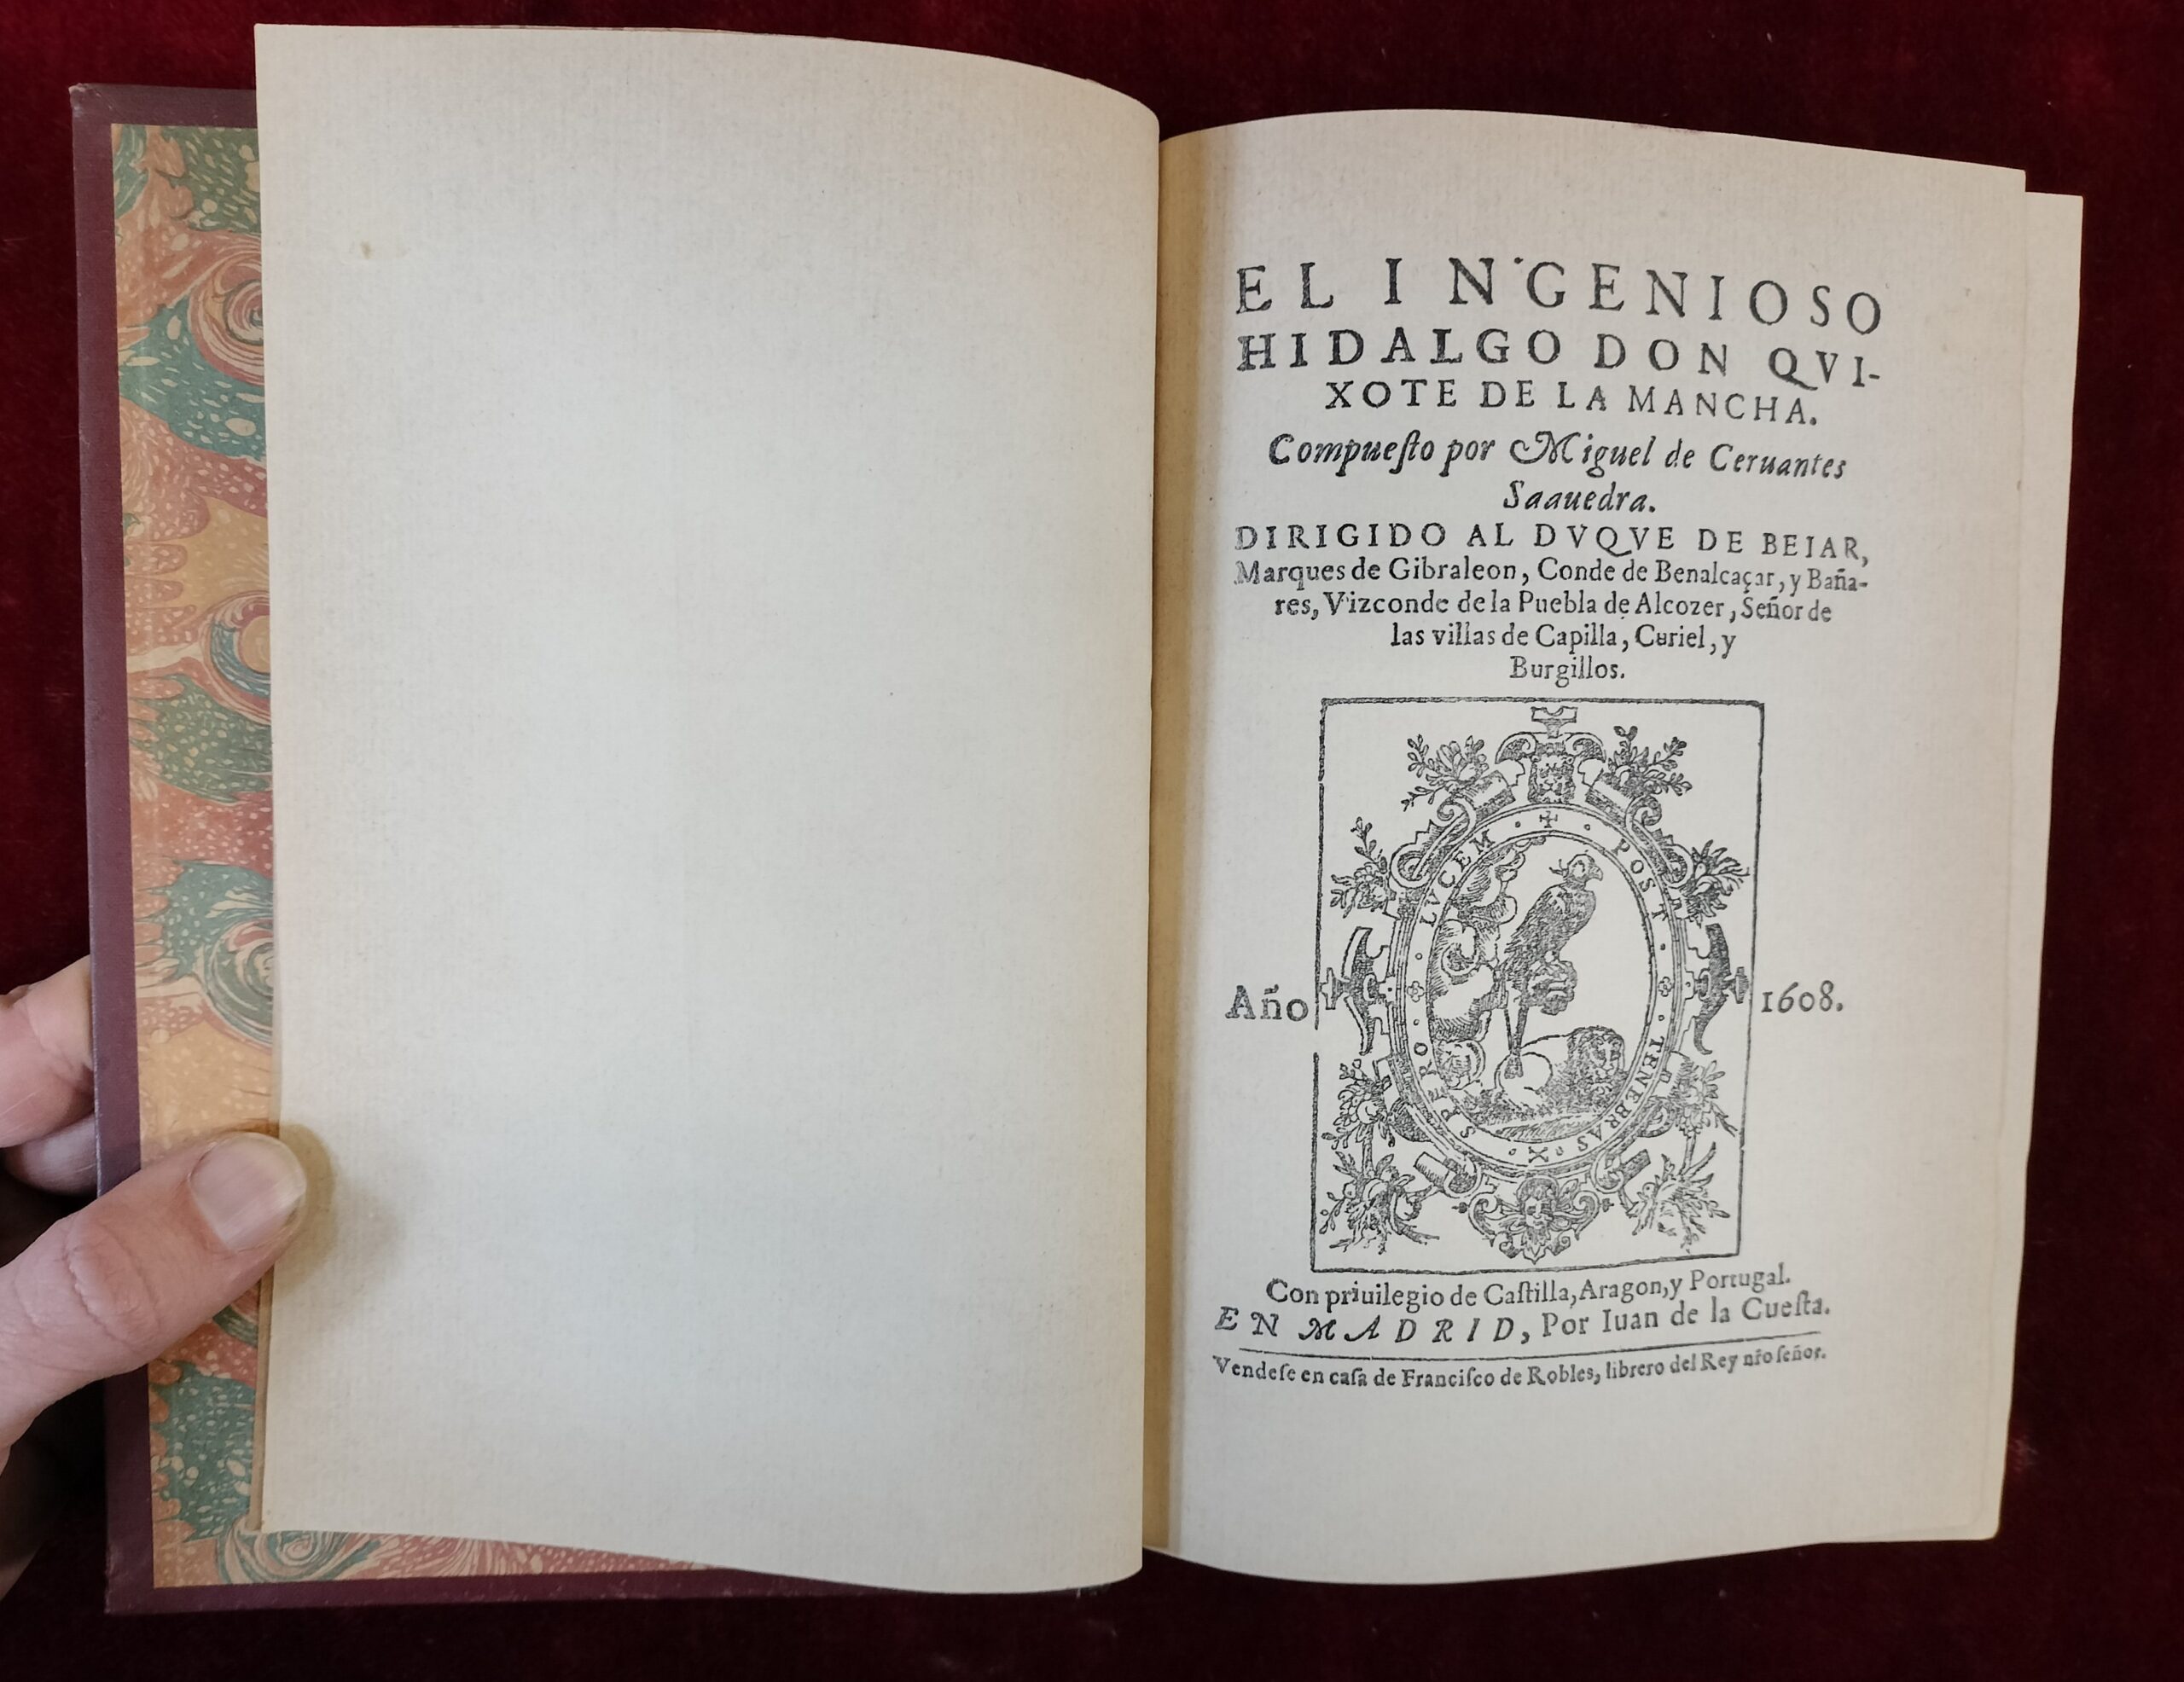 EL INGENIOSO
HIDALGO DON QVI-
XOTE DE LA MANCHA.
Compueſto por Miguel de Ceruantes
Saauedra.
DIRIGIDO AL DVQVE DE BEIAR,
Marques de Gibraleon, Conde de Benalcaçar, y Baña-
res, Vizconde de la Puebla de Alcozer, Señor de
las villas de Capilla, Curiel, y
Burgillos.
POST TENEBRAS SPERO LVCEM
Año 1608.
Con priuilegio de Caſtilla, Aragon, y Portugal.
EN MADRID, Por Iuan de la Cueſta.
Vendeſe en caſa de Franciſco de Robles, librero del Rey nr̃o ſeñor.